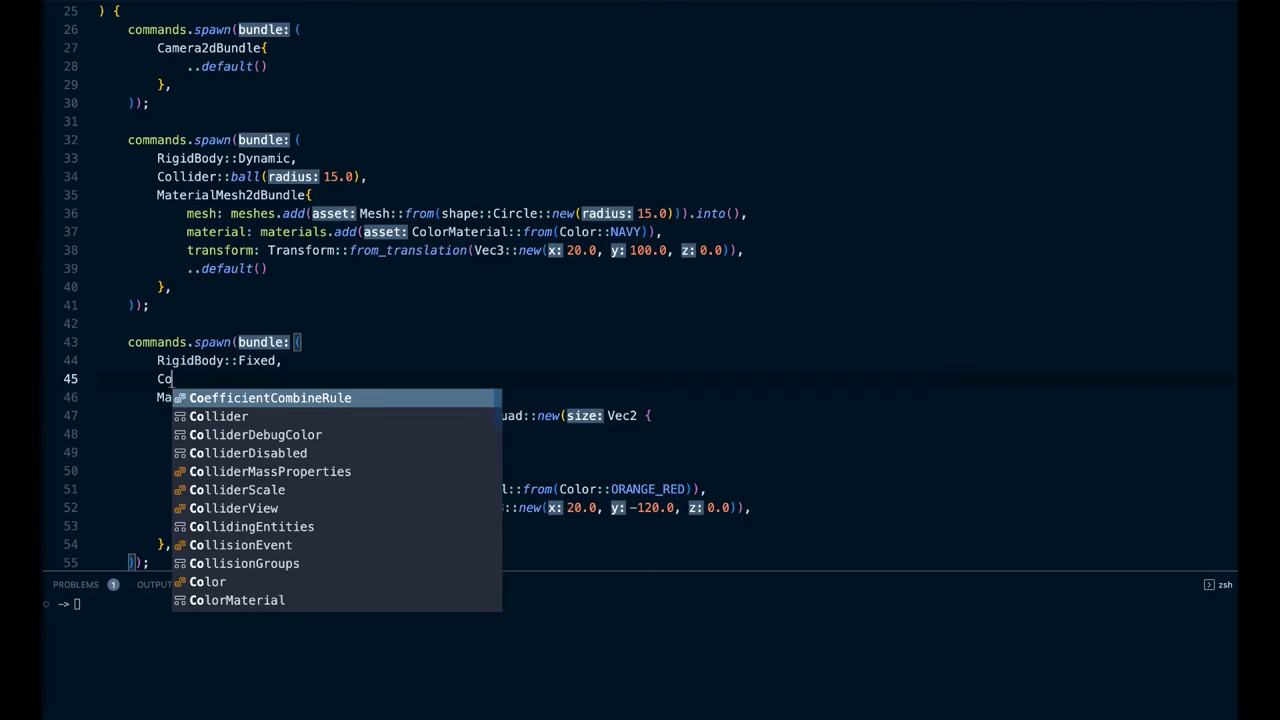 25 ) {
26 commands.spawn(bundle: (
27 Camera2dBundle{
28 ..default()
29 },
30 ));
31
32 commands.spawn(bundle: (
33 RigidBody::Dynamic,
34 Collider::ball(radius: 15.0),
35 MaterialMesh2dBundle{
36 mesh: meshes.add(asset: Mesh::from(shape::Circle::new(radius: 15.0))).into(),
37 material: materials.add(asset: ColorMaterial::from(Color::NAVY)),
38 transform: Transform::from_translation(Vec3::new(x: 20.0, y: 100.0, z: 0.0)),
39 ..default()
40 },
41 ));
42
43 commands.spawn(bundle: (
44 RigidBody::Fixed,
45 Co
46 Ma
CoefficientCombineRule
47 uad::new(size: Vec2 {
Collider
48
ColliderDebugColor
49
ColliderDisabled
50
ColliderMassProperties
51 l::from(Color::ORANGE_RED)),
ColliderScale
52 ::new(x: 20.0, y: -120.0, z: 0.0)),
ColliderView
53
CollidingEntities
54 },
CollisionEvent
55 ));
CollisionGroups
Color
ColorMaterial
PROBLEMS 1 OUTPUT zsh
->